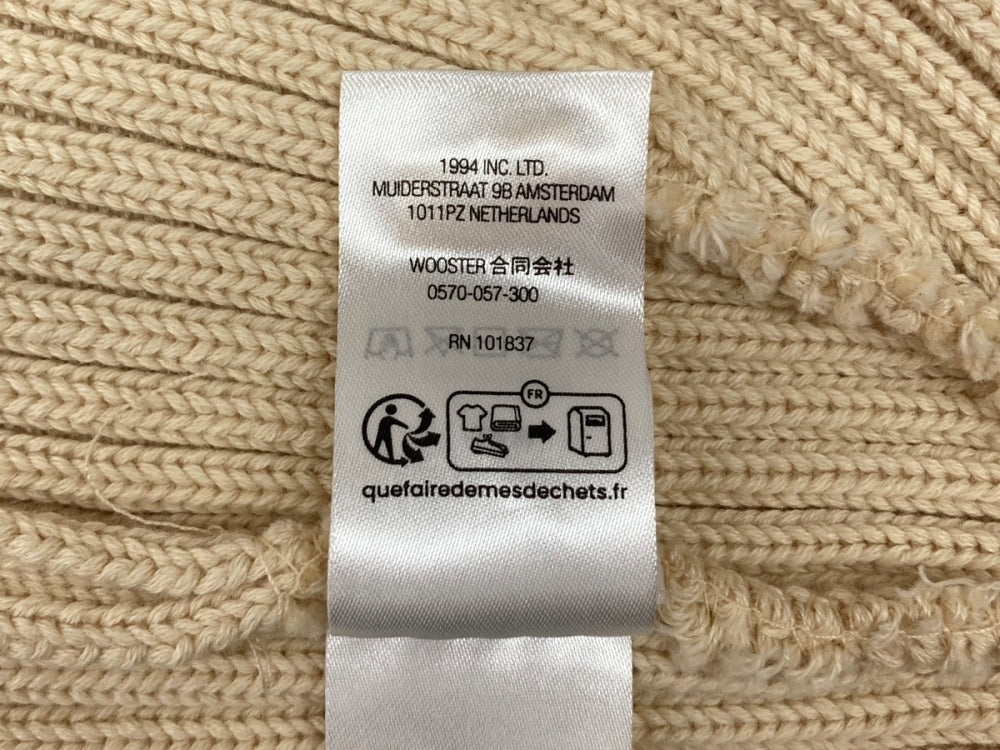 1994 INC. LTD.
MUIDERSTRAAT 9B AMSTERDAM
1011PZ NETHERLANDS
WOOSTER 合同会社
0570-057-300
RN 101837
FR
quefairedemesdechets.fr